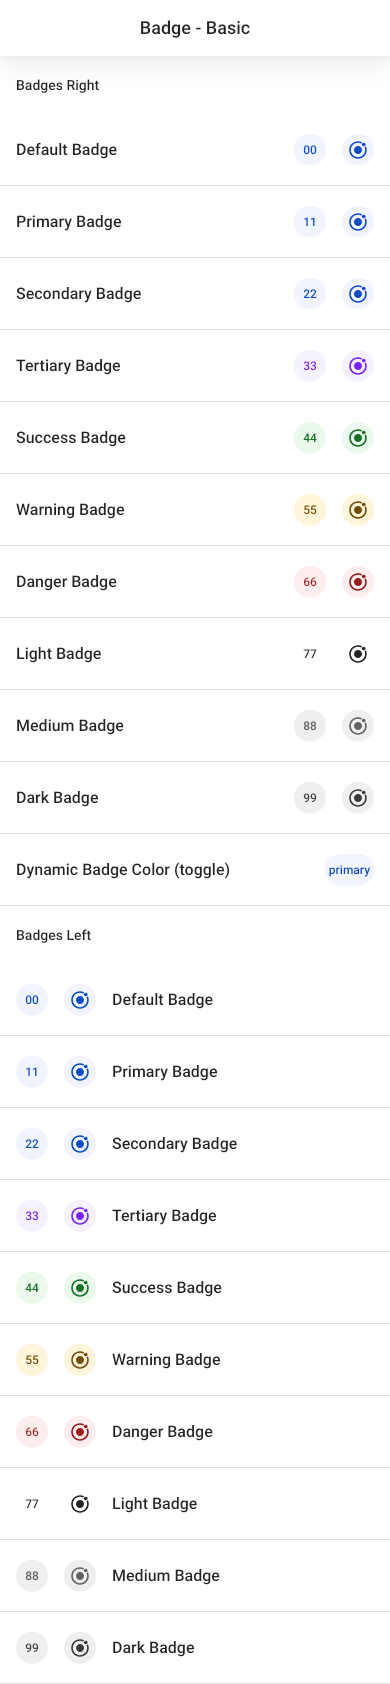 Badge - Basic
Badges Right
Default Badge 00
Primary Badge 11
Secondary Badge 22
Tertiary Badge 33
Success Badge 44
Warning Badge 55
Danger Badge 66
Light Badge 77
Medium Badge 88
Dark Badge 99
Dynamic Badge Color (toggle) primary
Badges Left
00 Default Badge
11 Primary Badge
22 Secondary Badge
33 Tertiary Badge
44 Success Badge
55 Warning Badge
66 Danger Badge
77 Light Badge
88 Medium Badge
99 Dark Badge